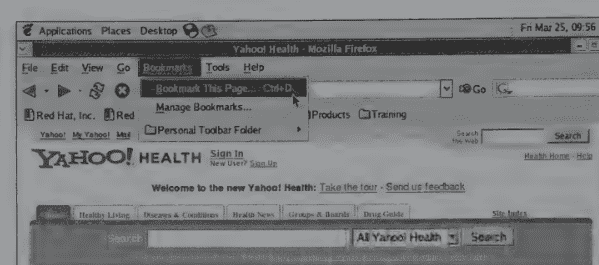 Applications Places Desktop Fri Mar 25, 09:56
Yahoo! Health - Mozilla Firefox
File Edit View Go Bookmarks Tools Help
Bookmark This Page... Ctrl+D
Go
Manage Bookmarks...
Red Hat, Inc. Red Products Training
Personal Toolbar Folder
Yahoo! My Yahoo! Mail Search the Web Search
YAHOO! HEALTH Sign In
New User? Sign Up Health Home - Help
Welcome to the new Yahoo! Health: Take the tour - Send us feedback
Healthy Living Diseases & Conditions Health News Groups & Boards Drug Guide Site Index
Search All Yahoo! Health Search